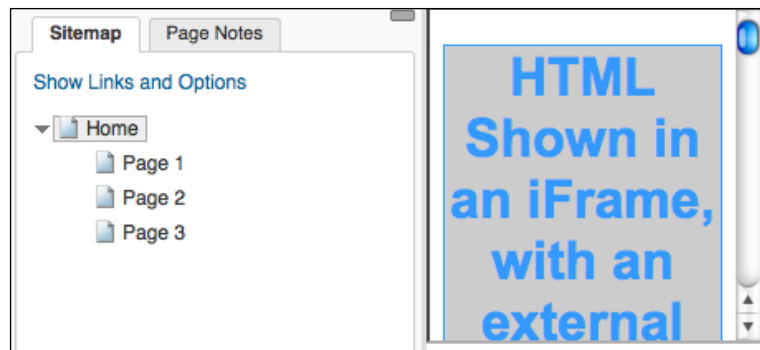 Sitemap Page Notes
Show Links and Options
Home
Page 1
Page 2
Page 3
HTML
Shown in
an iFrame,
with an
external